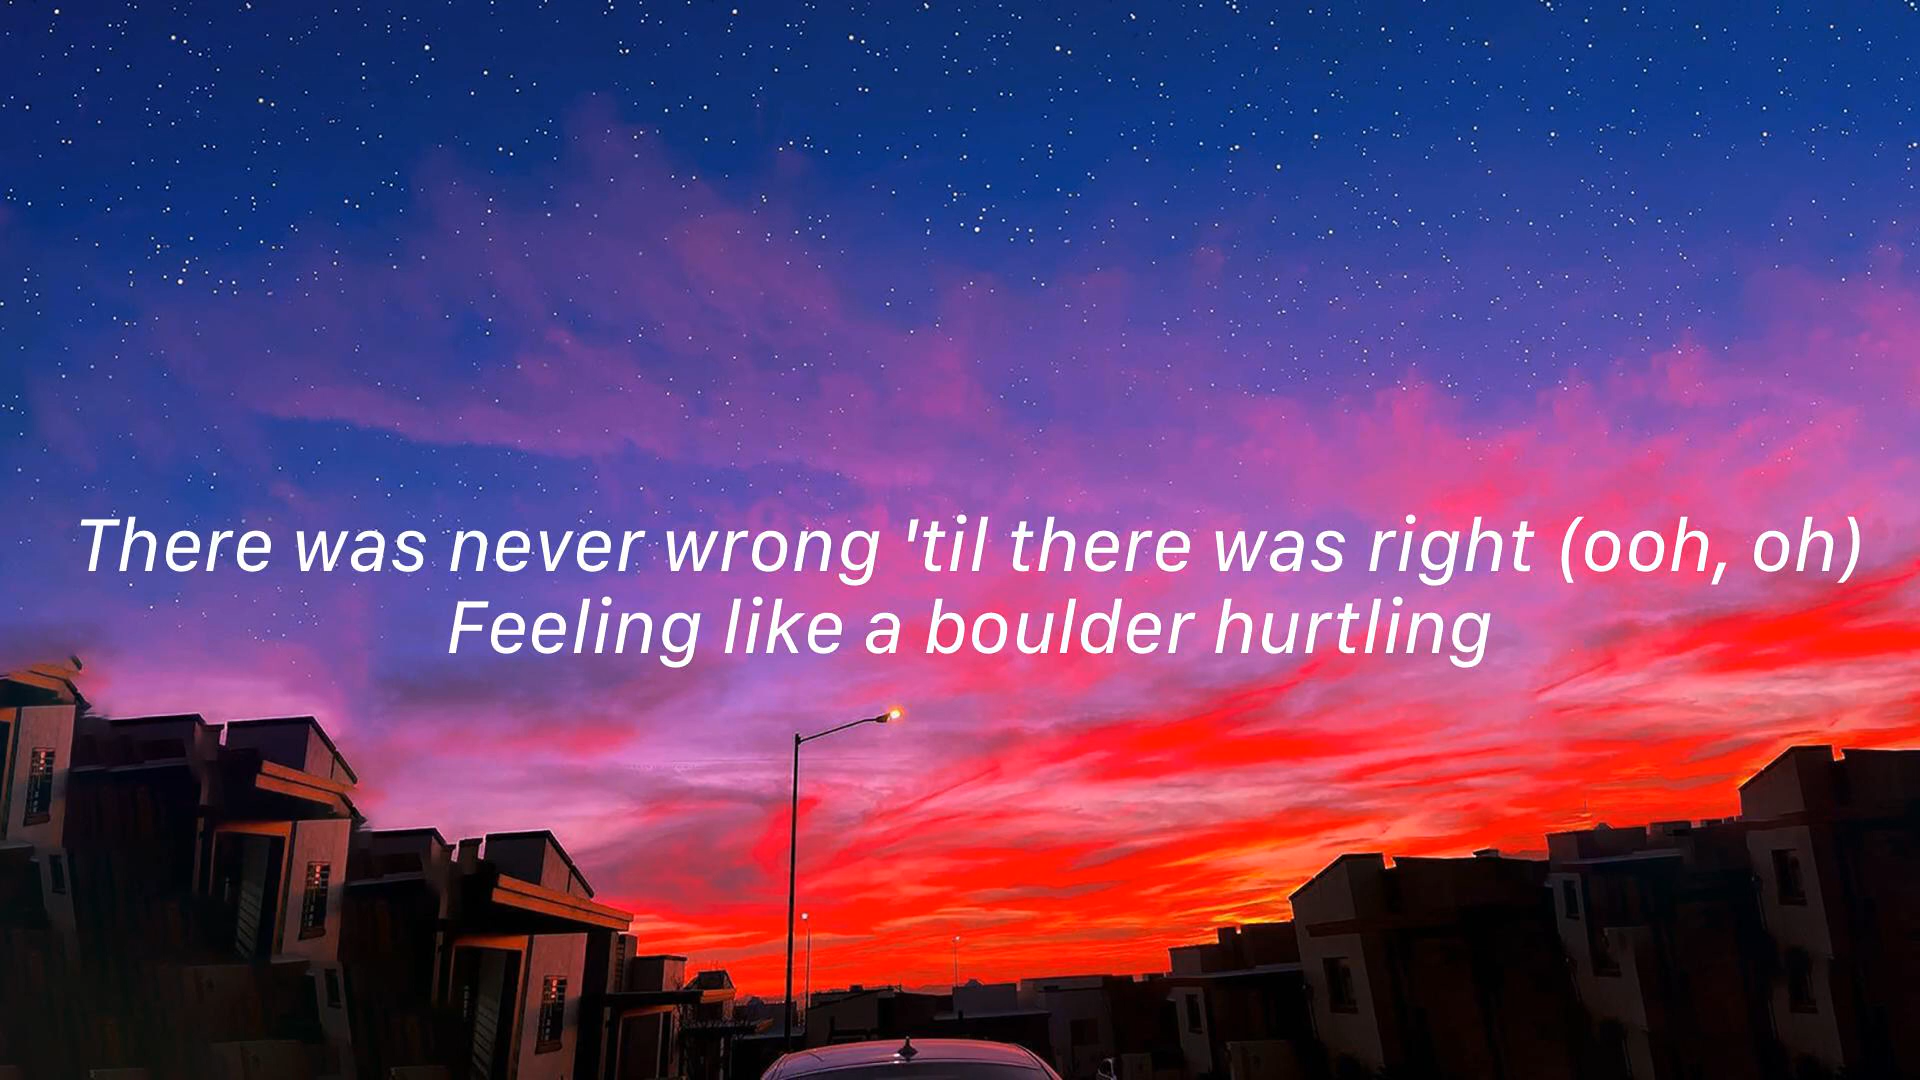 There was never wrong 'til there was right (ooh, oh)
Feeling like a boulder hurtling